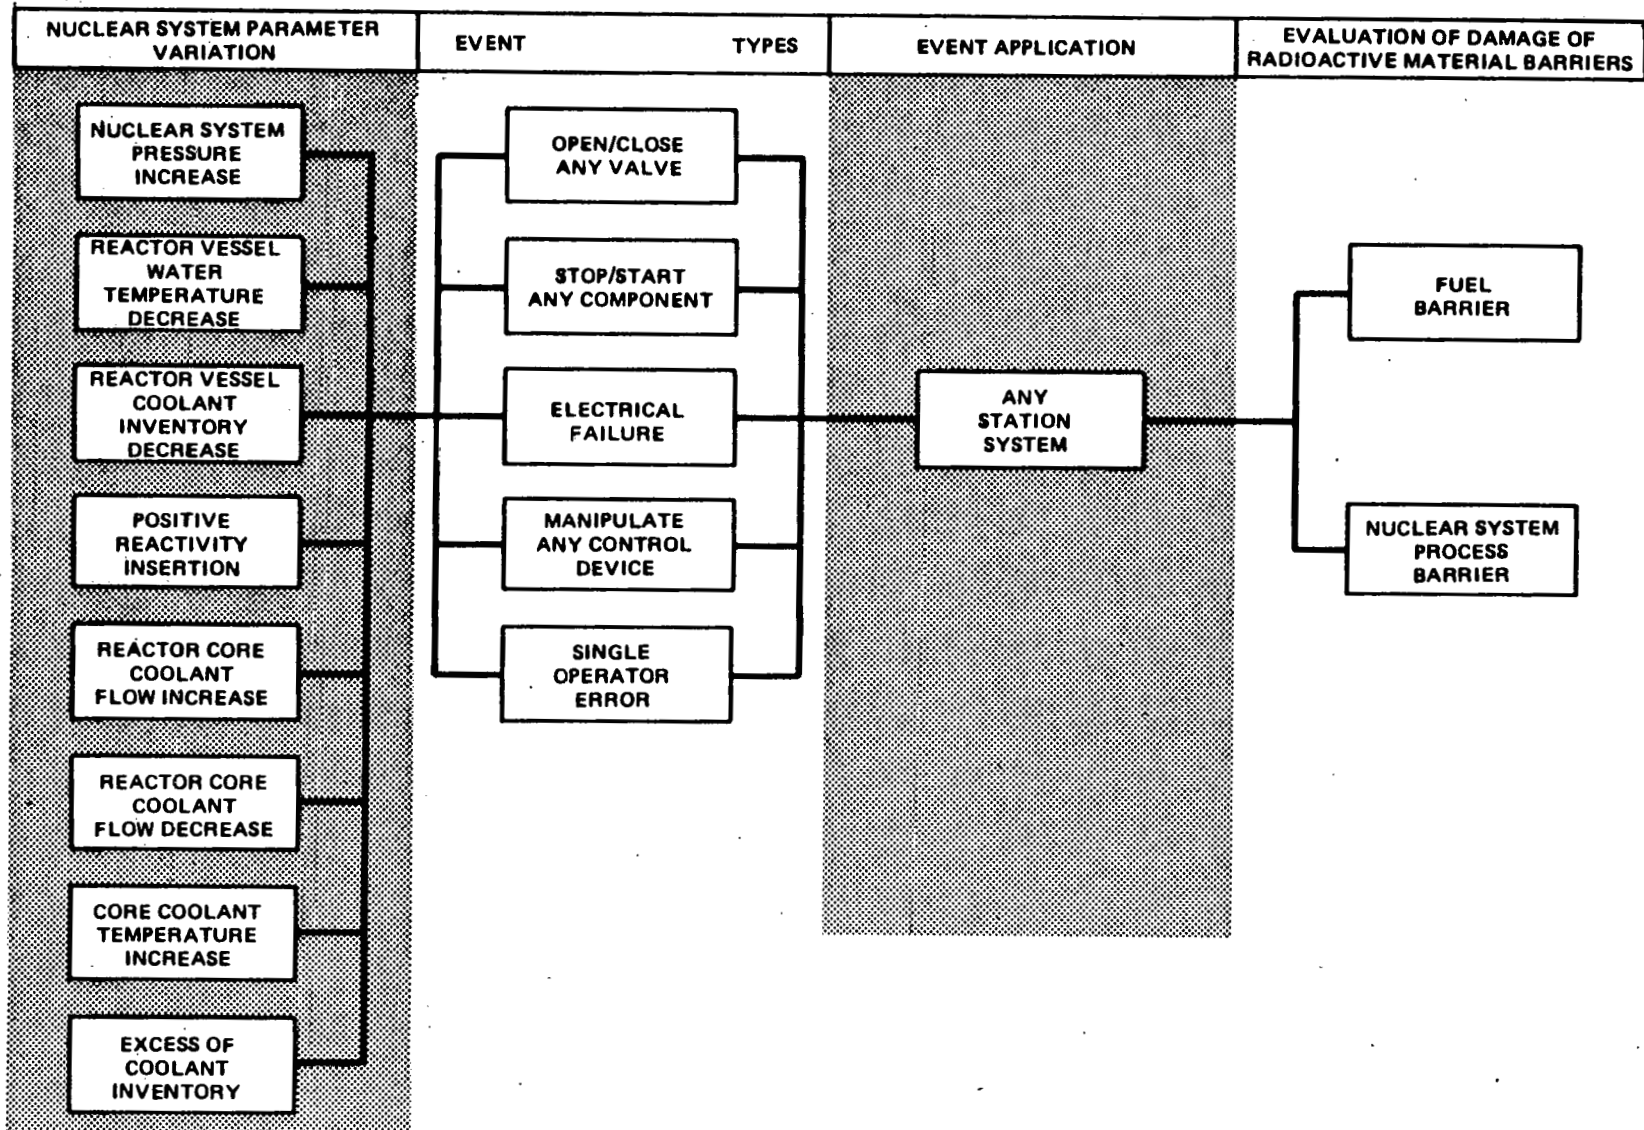 NUCLEAR SYSTEM PARAMETER
VARIATION
EVENT TYPES
EVENT APPLICATION
EVALUATION OF DAMAGE OF
RADIOACTIVE MATERIAL BARRIERS
NUCLEAR SYSTEM
PRESSURE
INCREASE
REACTOR VESSEL
WATER
TEMPERATURE
DECREASE
REACTOR VESSEL
COOLANT
INVENTORY
DECREASE
POSITIVE
REACTIVITY
INSERTION
REACTOR CORE
COOLANT
FLOW INCREASE
REACTOR CORE
COOLANT
FLOW DECREASE
CORE COOLANT
TEMPERATURE
INCREASE
EXCESS OF
COOLANT
INVENTORY
OPEN/CLOSE
ANY VALVE
STOP/START
ANY COMPONENT
ELECTRICAL
FAILURE
MANIPULATE
ANY CONTROL
DEVICE
SINGLE
OPERATOR
ERROR
ANY
STATION
SYSTEM
FUEL
BARRIER
NUCLEAR SYSTEM
PROCESS
BARRIER